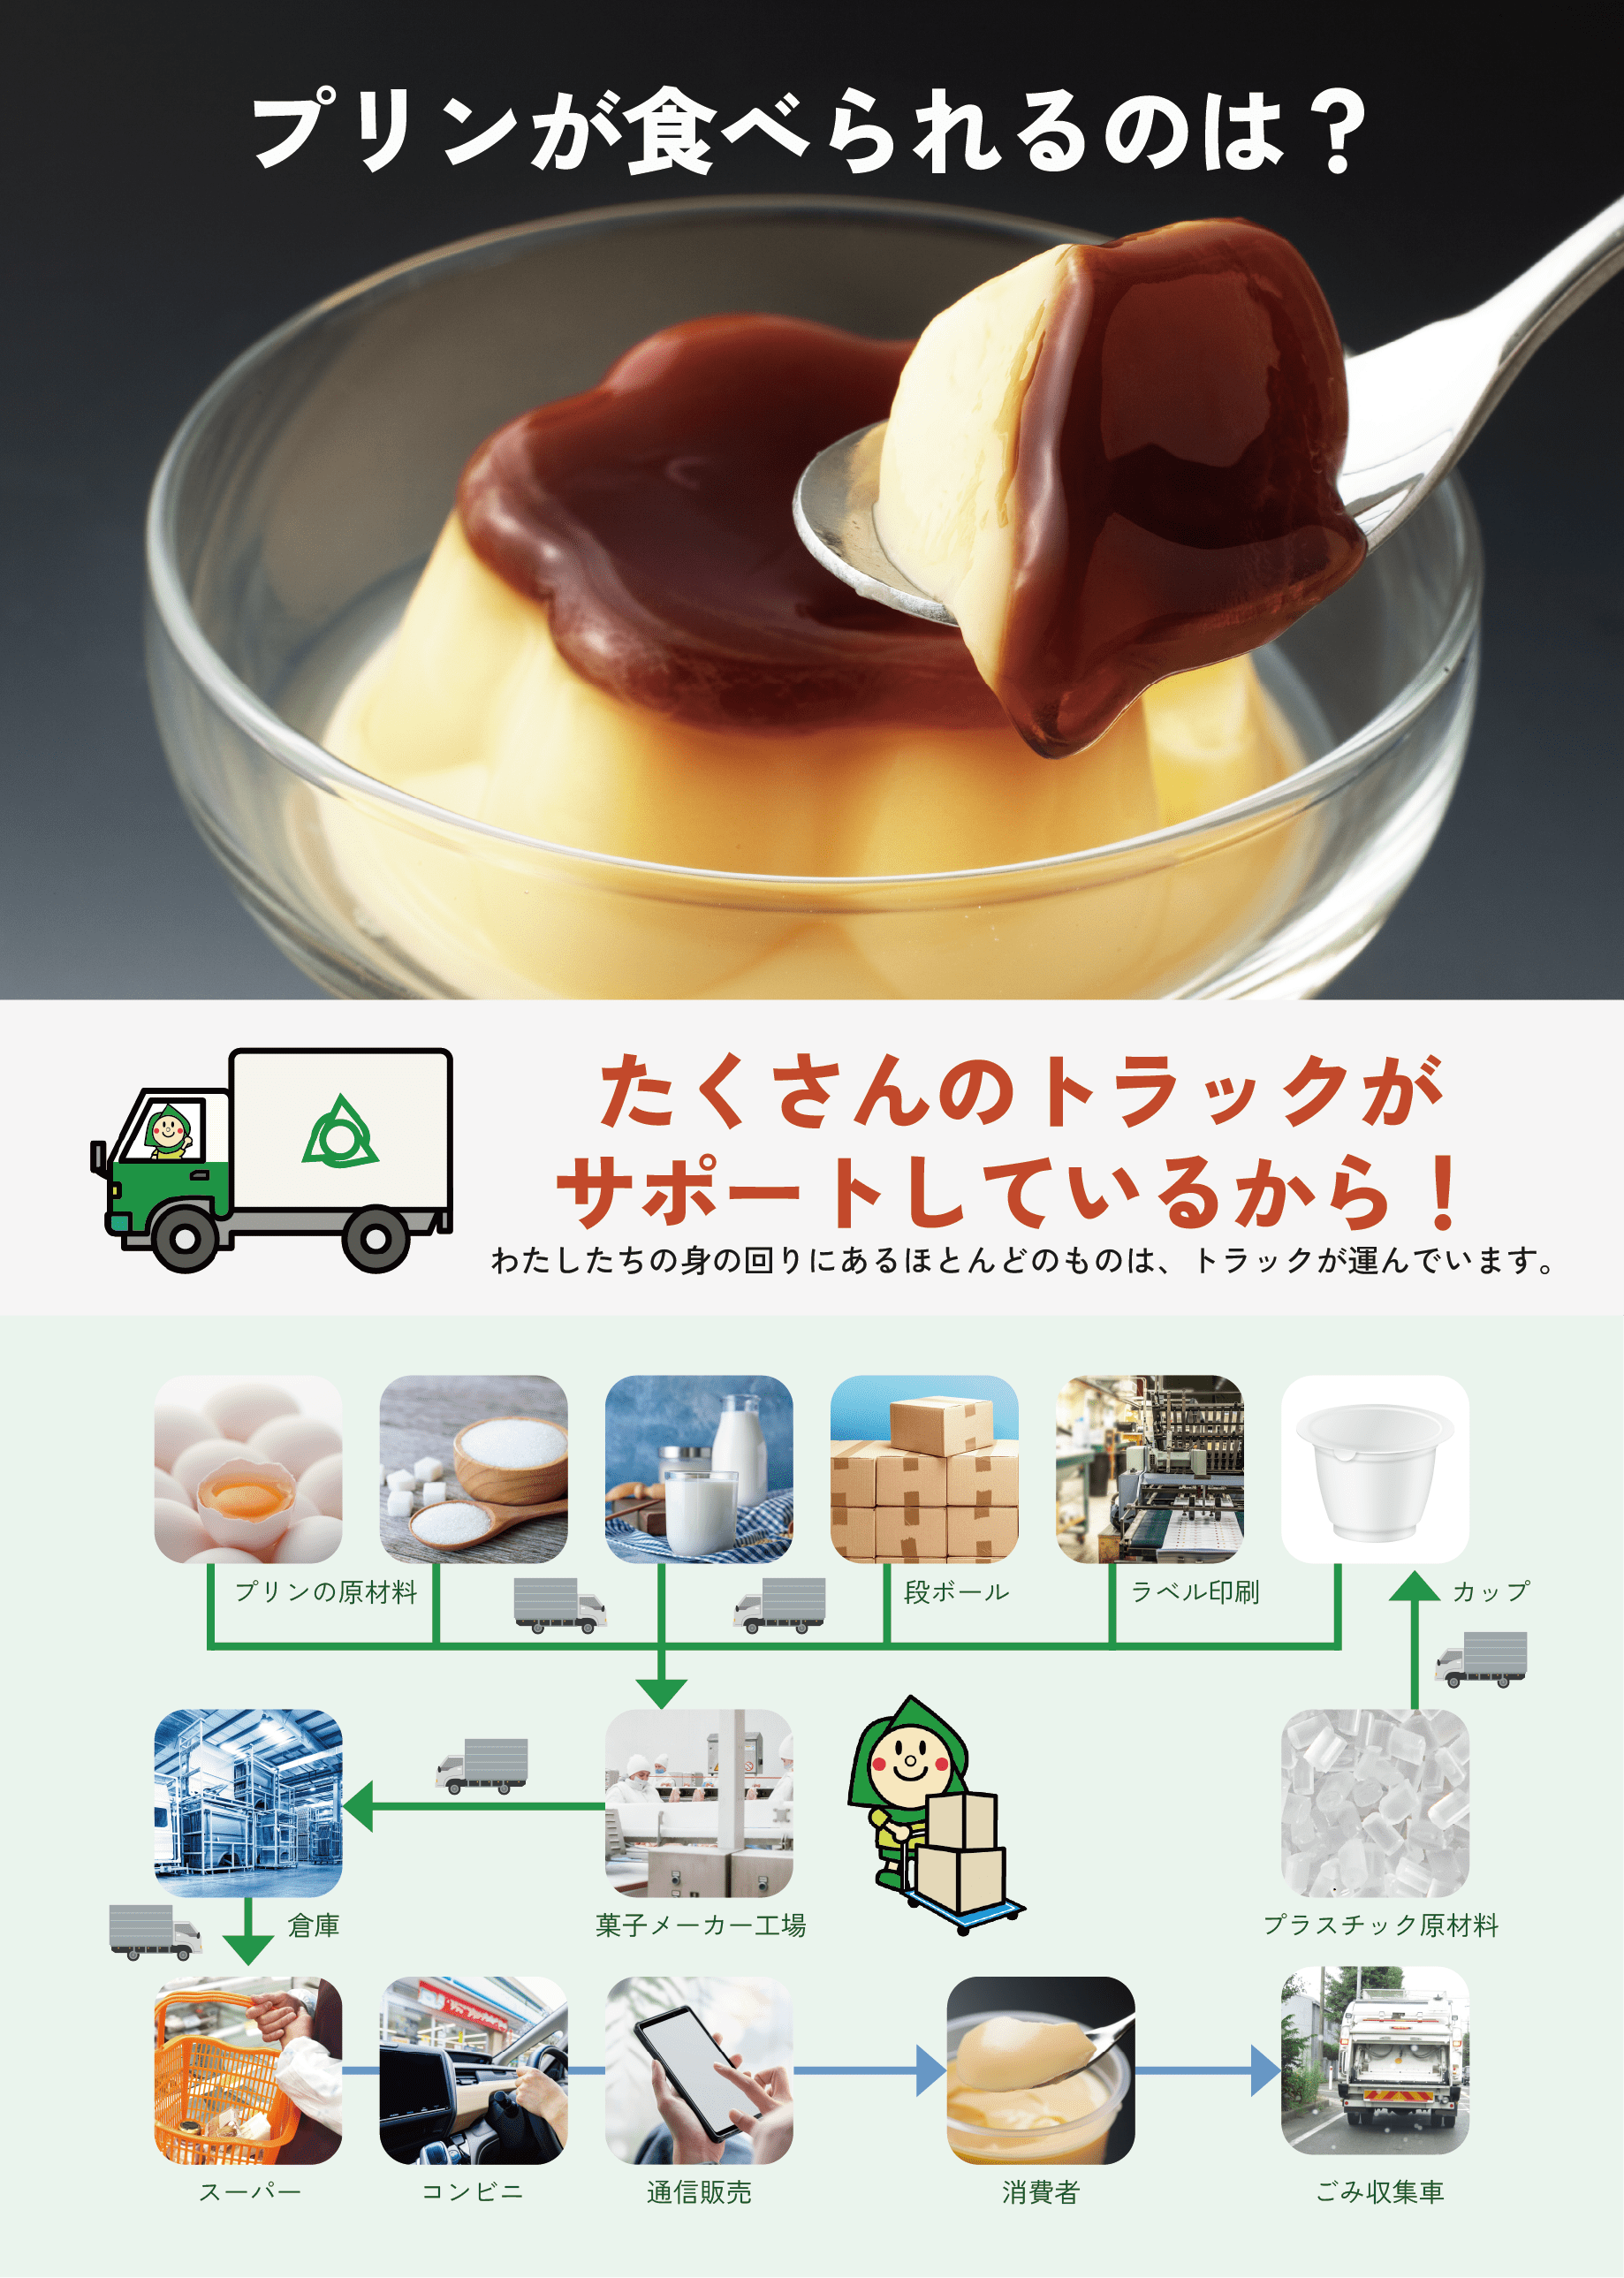 プリンが食べられるのは？
たくさんのトラックが
サポートしているから！
わたしたちの身の回りにあるほとんどのものは、トラックが運んでいます。
プリンの原材料
段ボール
ラベル印刷
カップ
倉庫
菓子メーカー工場
プラスチック原材料
スーパー
コンビニ
通信販売
消費者
ごみ収集車